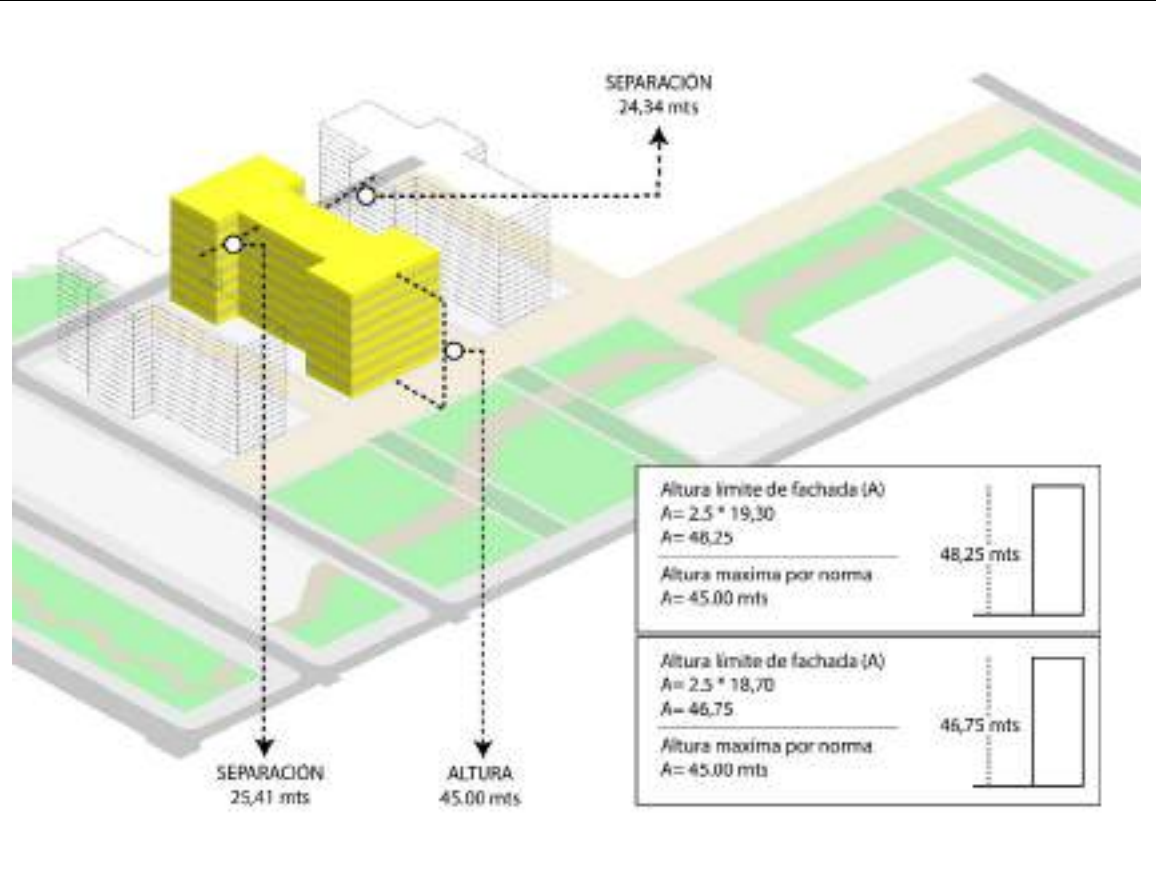 SEPARACIÓN
24,34 mts
Altura limite de fachada (A)
A= 2.5 * 19,30
A= 48,25
Altura maxima por norma
A= 45.00 mts
48,25 mts
Altura limite de fachada (A)
A= 2.5 * 18,70
A= 46,75
Altura maxima por norma
A= 45.00 mts
46,75 mts
SEPARACIÓN
25,41 mts
ALTURA
45.00 mts